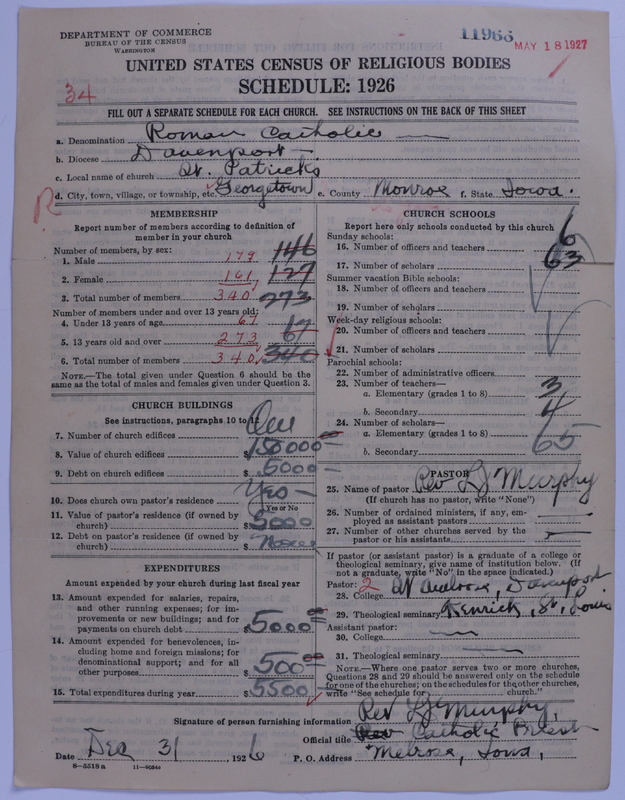 DEPARTMENT OF COMMERCE
BUREAU OF THE CENSUS
WASHINGTON
11966
MAY 18 1927
UNITED STATES CENSUS OF RELIGIOUS BODIES
SCHEDULE: 1926
34
FILL OUT A SEPARATE SCHEDULE FOR EACH CHURCH. SEE INSTRUCTIONS ON THE BACK OF THIS SHEET
a. Denomination Roman Catholic
b. Diocese Davenport
c. Local name of church St. Patricks
d. City, town, village, or township, etc. Georgetown e. County Monroe f. State Iowa.
R
MEMBERSHIP
Report number of members according to definition of member in your church
Number of members, by sex:
1. Male 179 146
2. Female 161 127
3. Total number of members 340 273
Number of members under and over 13 years old:
4. Under 13 years of age 67 67
5. 13 years old and over 273
6. Total number of members 340 340
NOTE.—The total given under Question 6 should be the
same as the total of males and females given under Question 3.
CHURCH BUILDINGS
See instructions, paragraphs 10 to 12
7. Number of church edifices One
8. Value of church edifices $150000
9. Debt on church edifices $5000
10. Does church own pastor's residence Yes
Yes or No
11. Value of pastor's residence (if owned by
church) $5000
12. Debt on pastor's residence (if owned by
church) $None
EXPENDITURES
Amount expended by your church during last fiscal year
13. Amount expended for salaries, repairs,
and other running expenses; for im-
provements or new buildings; and for
payments on church debt $5000
14. Amount expended for benevolences, in-
cluding home and foreign missions; for
denominational support; and for all
other purposes $500
15. Total expenditures during year $5500
CHURCH SCHOOLS
Report here only schools conducted by this church
Sunday schools:
16. Number of officers and teachers 6
17. Number of scholars 63
Summer vacation Bible schools:
18. Number of officers and teachers
19. Number of scholars
Week-day religious schools:
20. Number of officers and teachers
21. Number of scholars
Parochial schools:
22. Number of administrative officers
23. Number of teachers—
a. Elementary (grades 1 to 8) 3
b. Secondary 4
24. Number of scholars—
a. Elementary (grades 1 to 8) 65
b. Secondary
PASTOR
25. Name of pastor Rev L J Murphy
(If church has no pastor, write "None")
26. Number of ordained ministers, if any, em-
ployed as assistant pastors
27. Number of other churches served by the
pastor or his assistants
If pastor (or assistant pastor) is a graduate of a college or
theological seminary, give name of institution below. (If
not a graduate, write "No" in the space indicated.)
Pastor: 2
28. College St Ambrose, Davenport
29. Theological seminary Kenrick, St. Louis
Assistant pastor:
30. College
31. Theological seminary
NOTE.—Where one pastor serves two or more churches,
Questions 28 and 29 should be answered only on the schedule
for one of the churches; on the schedules for the other churches,
write "See schedule for church."
Signature of person furnishing information Rev L J Murphy,
Official title Rev Catholic Priest
Date Dec 31, 1926 P. O. Address Melrose, Iowa,
8—5518a 11—90544